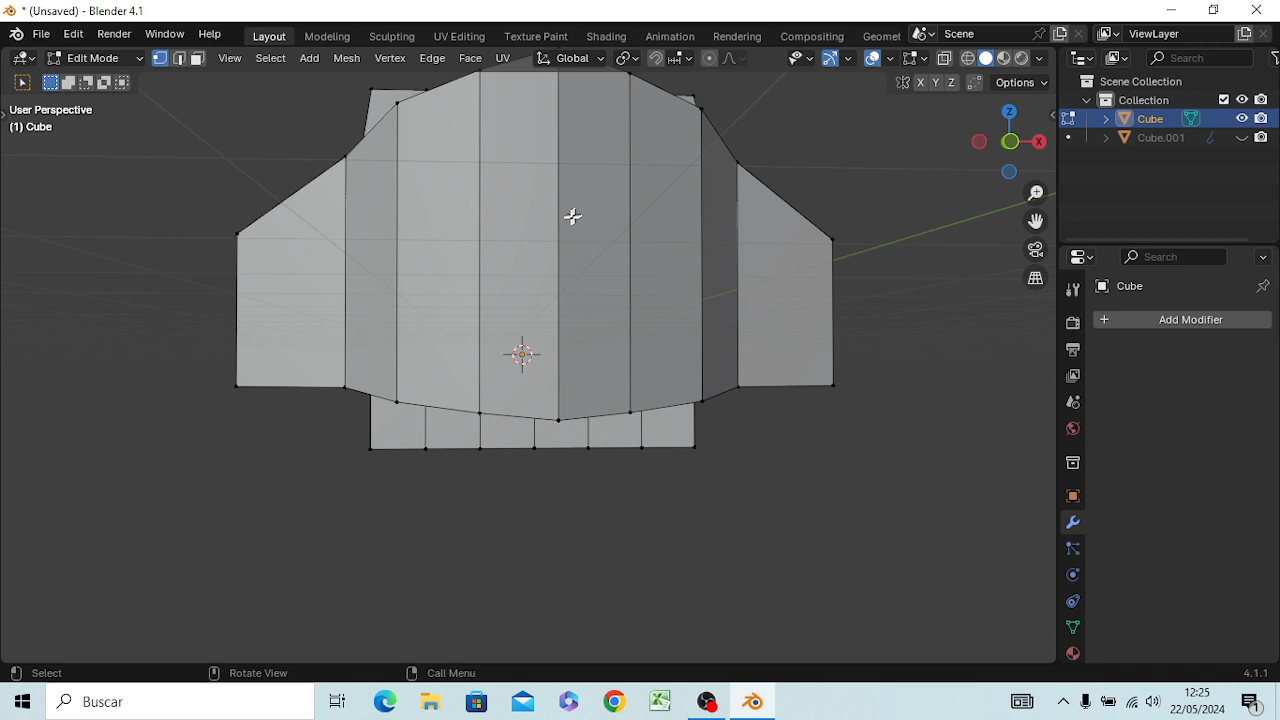 * (Unsaved) - Blender 4.1
File Edit Render Window Help Layout Modeling Sculpting UV Editing Texture Paint Shading Animation Rendering Compositing Geomet Scene ViewLayer
Edit Mode View Select Add Mesh Vertex Edge Face UV Global Search
X Y Z Options
User Perspective
(1) Cube
Z
X
Scene Collection
Collection
Cube
Cube.001
Search
Cube
+ Add Modifier
Select Rotate View Call Menu 4.1.1
Buscar
12:25
22/05/2024
1